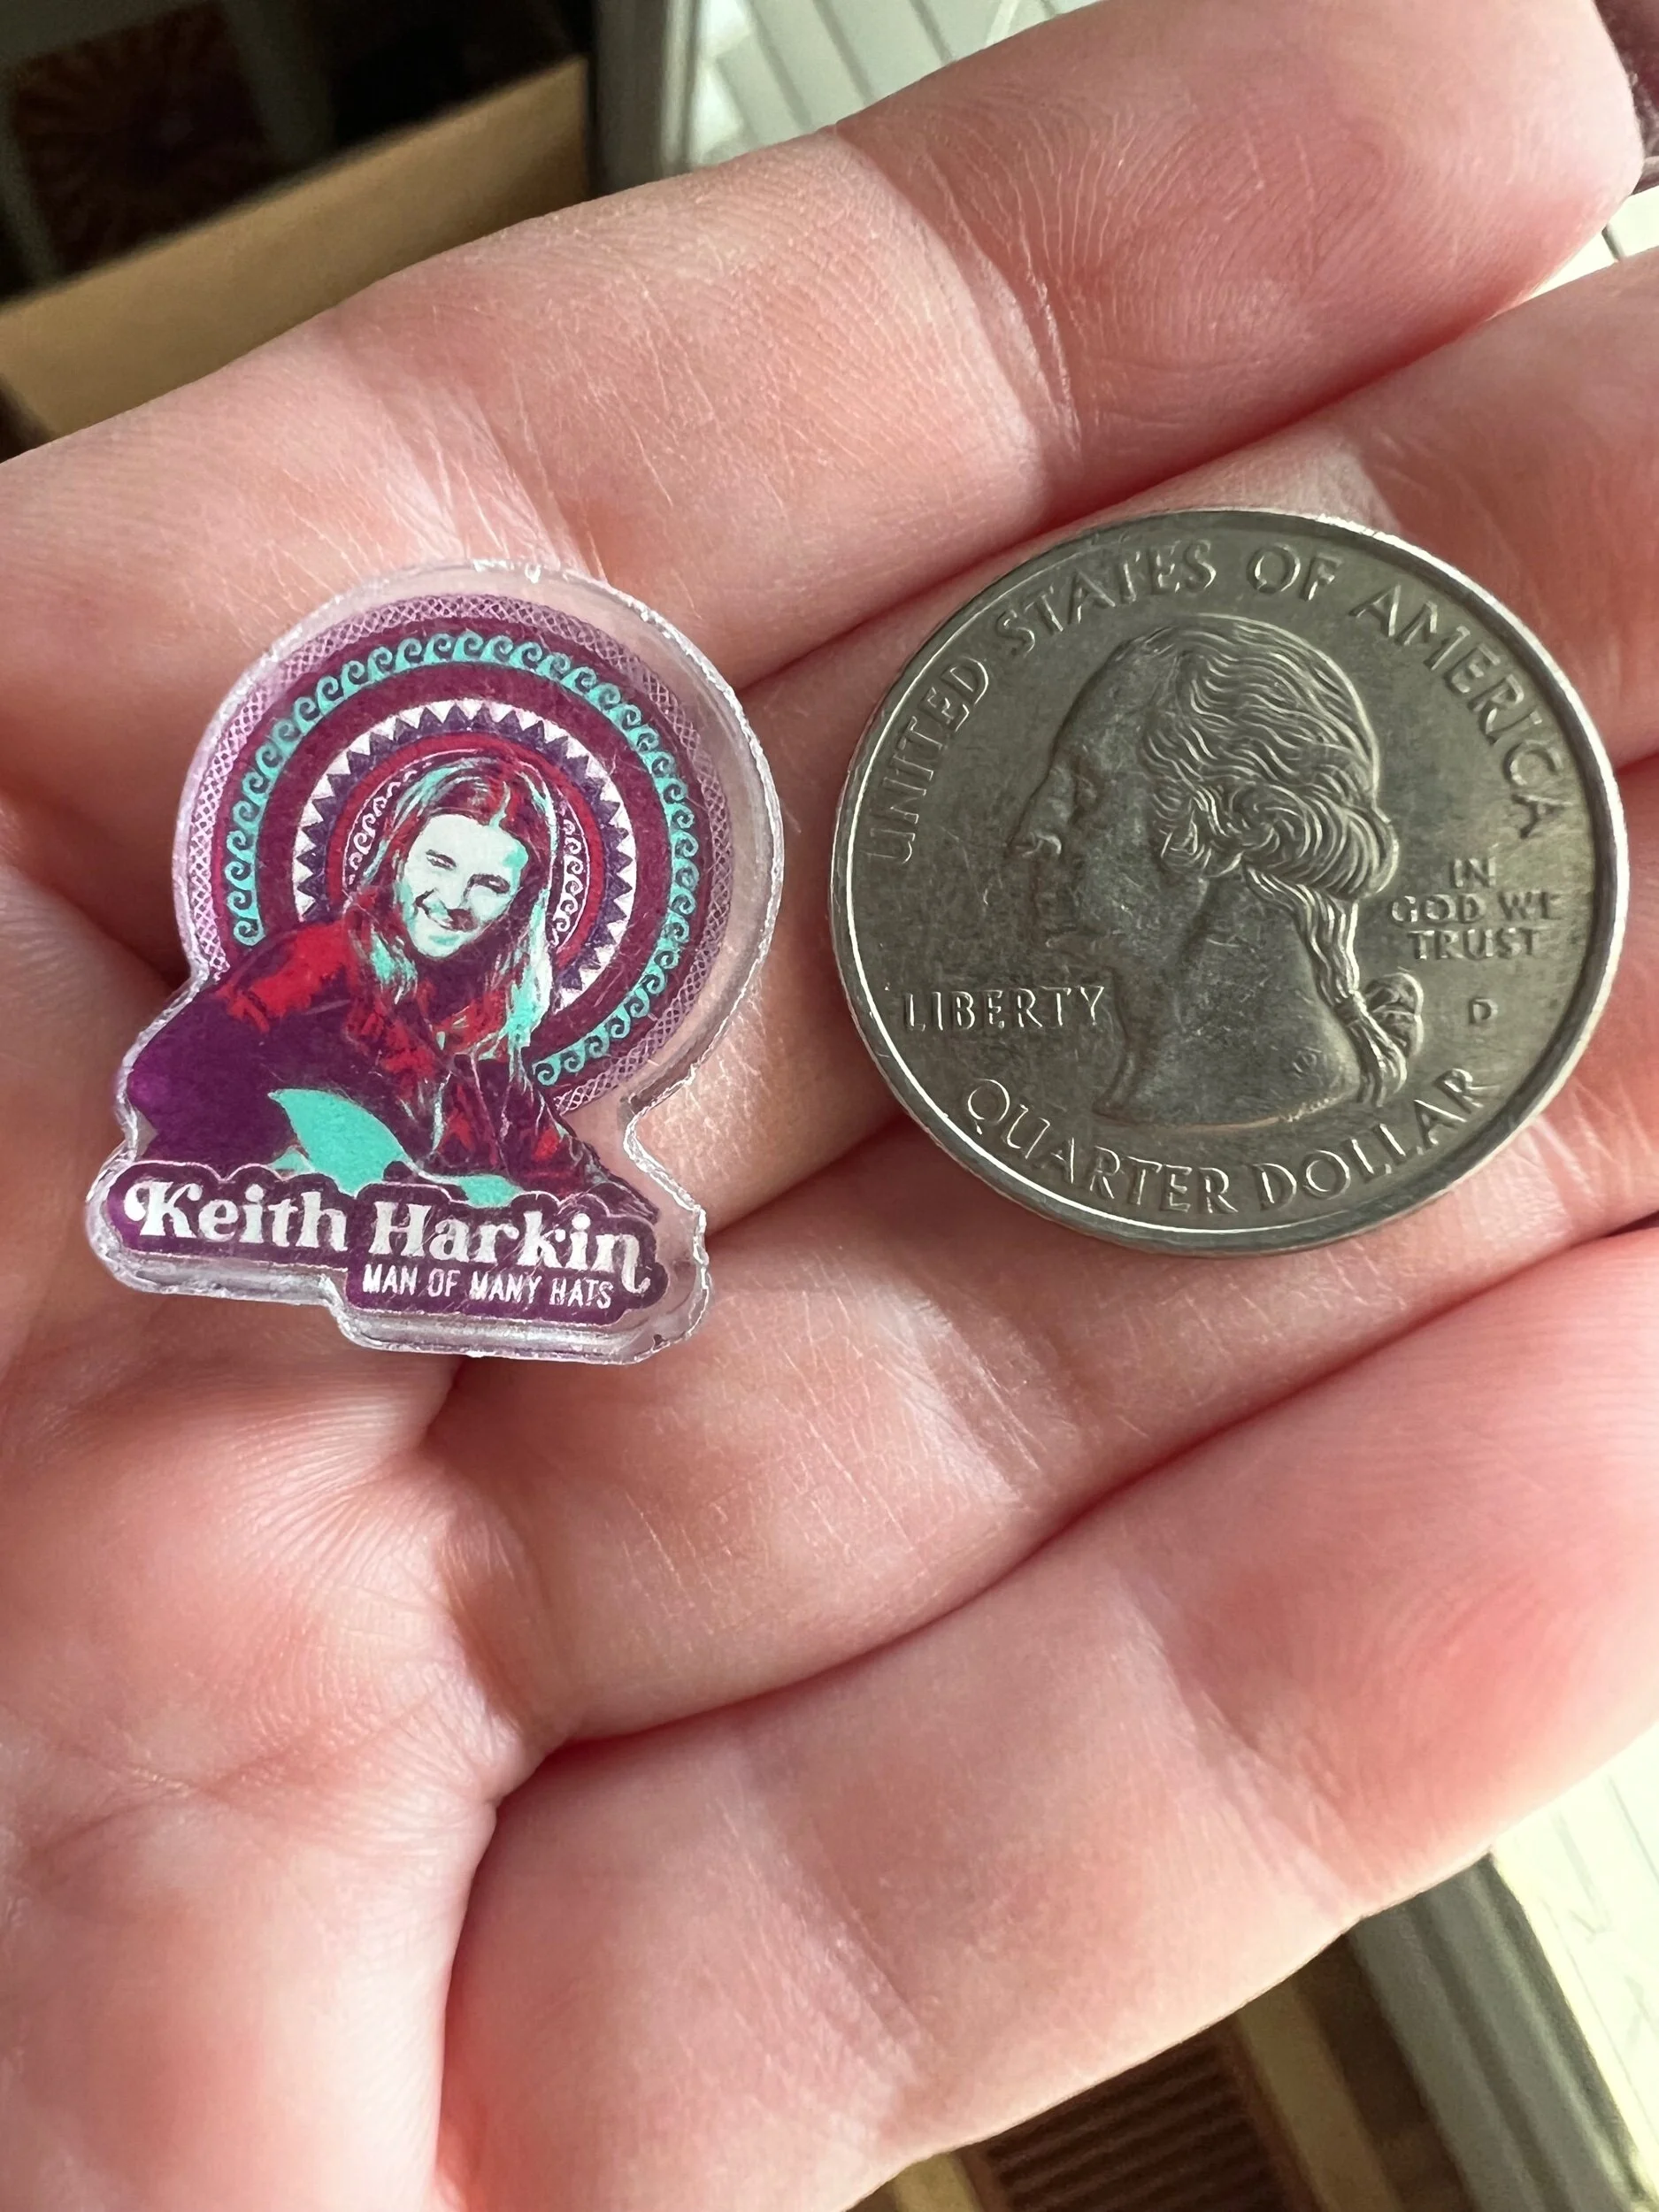 Keith Harkin
MAN OF MANY HATS
UNITED STATES OF AMERICA
IN
GOD WE
TRUST
LIBERTY
D
QUARTER DOLLAR